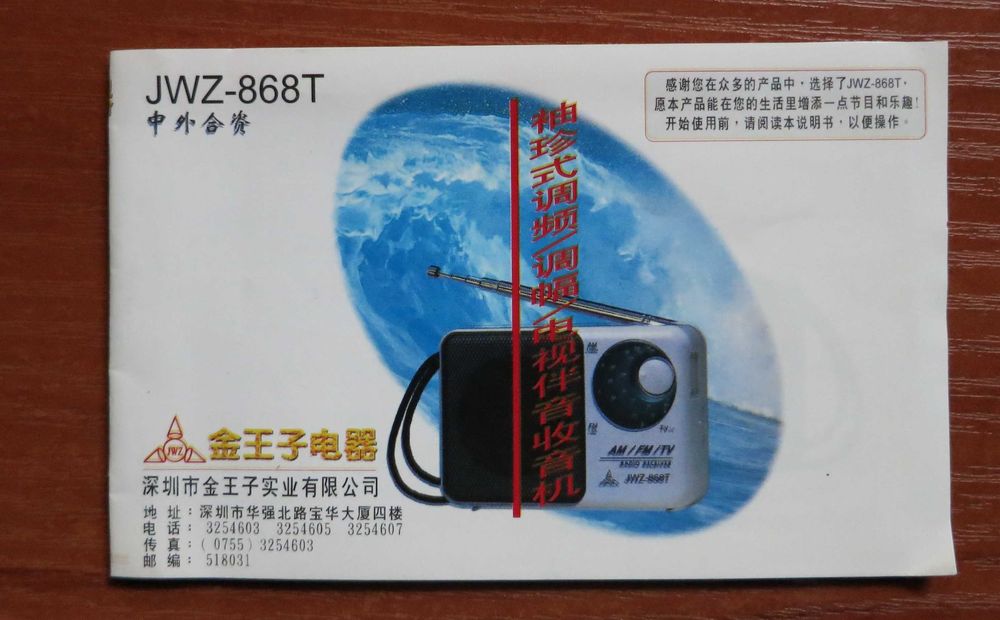 JWZ-868T
中外合资
感谢您在众多的产品中，选择了JWZ-868T，
愿本产品能在您的生活里增添一点节目和乐趣！
开始使用前，请阅读本说明书，以便操作。
袖珍式调频/调幅/电视伴音收音机
FM
TV
AM / FM / TV
RADIO RECEIVER
JWZ-868T
JWZ
金王子电器
深圳市金王子实业有限公司
地址：深圳市华强北路宝华大厦四楼
电话：3254603 3254605 3254607
传真：(0755)3254603
邮编：518031